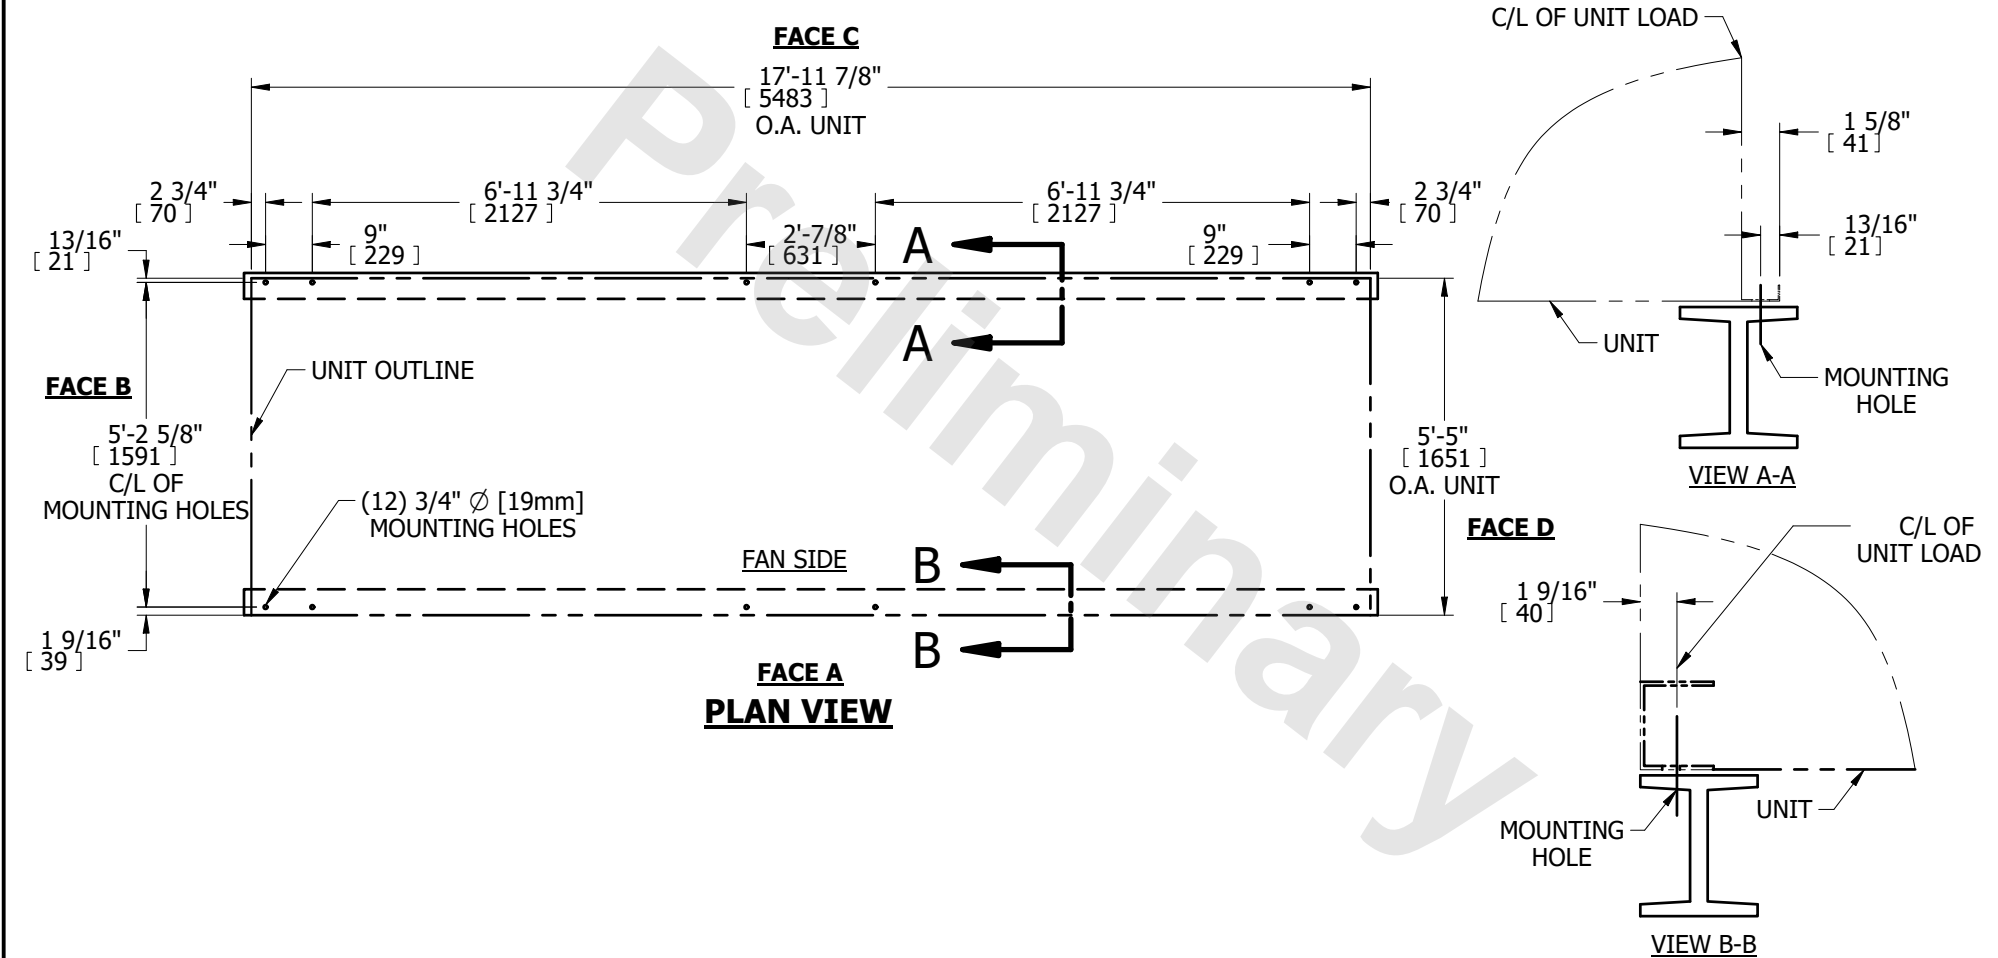 FACE C
17'-11 7/8"
[ 5483 ]
O.A. UNIT
2 3/4"
[ 70 ]
6'-11 3/4"
[ 2127 ]
6'-11 3/4"
[ 2127 ]
2 3/4"
[ 70 ]
13/16"
[ 21 ]
9"
[ 229 ]
2'-7/8"
[ 631 ]
9"
[ 229 ]
A
A
UNIT OUTLINE
FACE B
5'-2 5/8"
[ 1591 ]
C/L OF
MOUNTING HOLES
5'-5"
[ 1651 ]
O.A. UNIT
(12) 3/4" Ø [19mm]
MOUNTING HOLES
FAN SIDE
B
B
FACE D
1 9/16"
[ 39 ]
FACE A
PLAN VIEW
C/L OF UNIT LOAD
1 5/8"
[ 41 ]
13/16"
[ 21 ]
UNIT
MOUNTING
HOLE
VIEW A-A
C/L OF
UNIT LOAD
1 9/16"
[ 40 ]
UNIT
MOUNTING
HOLE
VIEW B-B
Preliminary